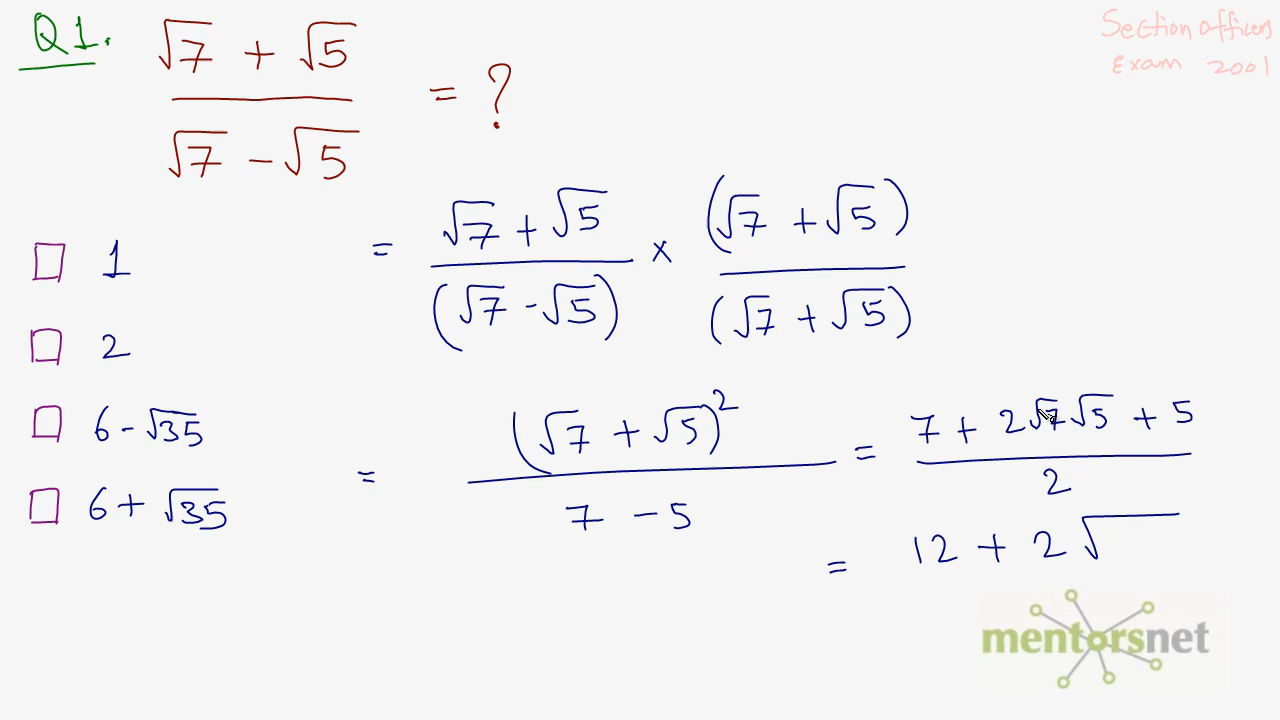 Q1. √7 + √5
= ?
√7 - √5
Section officers
Exam 2001
1
2
6 - √35
6 + √35
= √7 + √5 × (√7 + √5)
(√7 - √5) (√7 + √5)
= (√7 + √5)² = 7 + 2√7√5 + 5
7 - 5 2
= 12 + 2√
mentorsnet